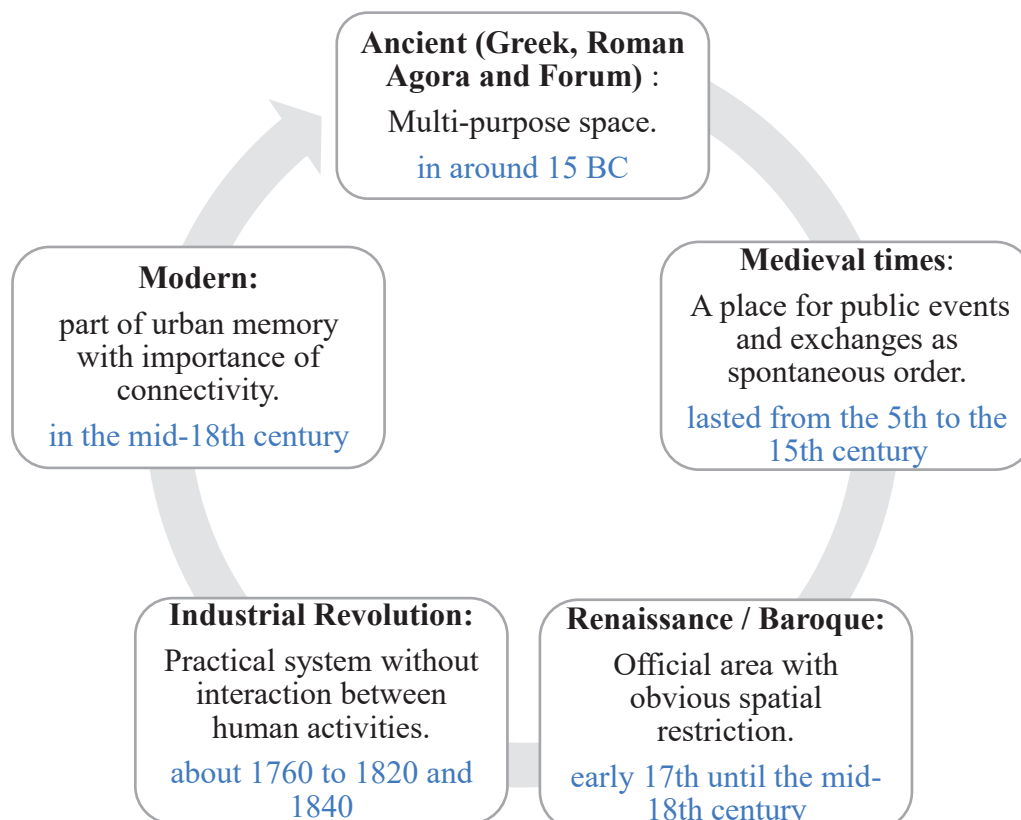 Ancient (Greek, Roman
Agora and Forum) :
Multi-purpose space.
in around 15 BC
Medieval times:
A place for public events
and exchanges as
spontaneous order.
lasted from the 5th to the
15th century
Renaissance / Baroque:
Official area with
obvious spatial
restriction.
early 17th until the mid-
18th century
Industrial Revolution:
Practical system without
interaction between
human activities.
about 1760 to 1820 and
1840
Modern:
part of urban memory
with importance of
connectivity.
in the mid-18th century